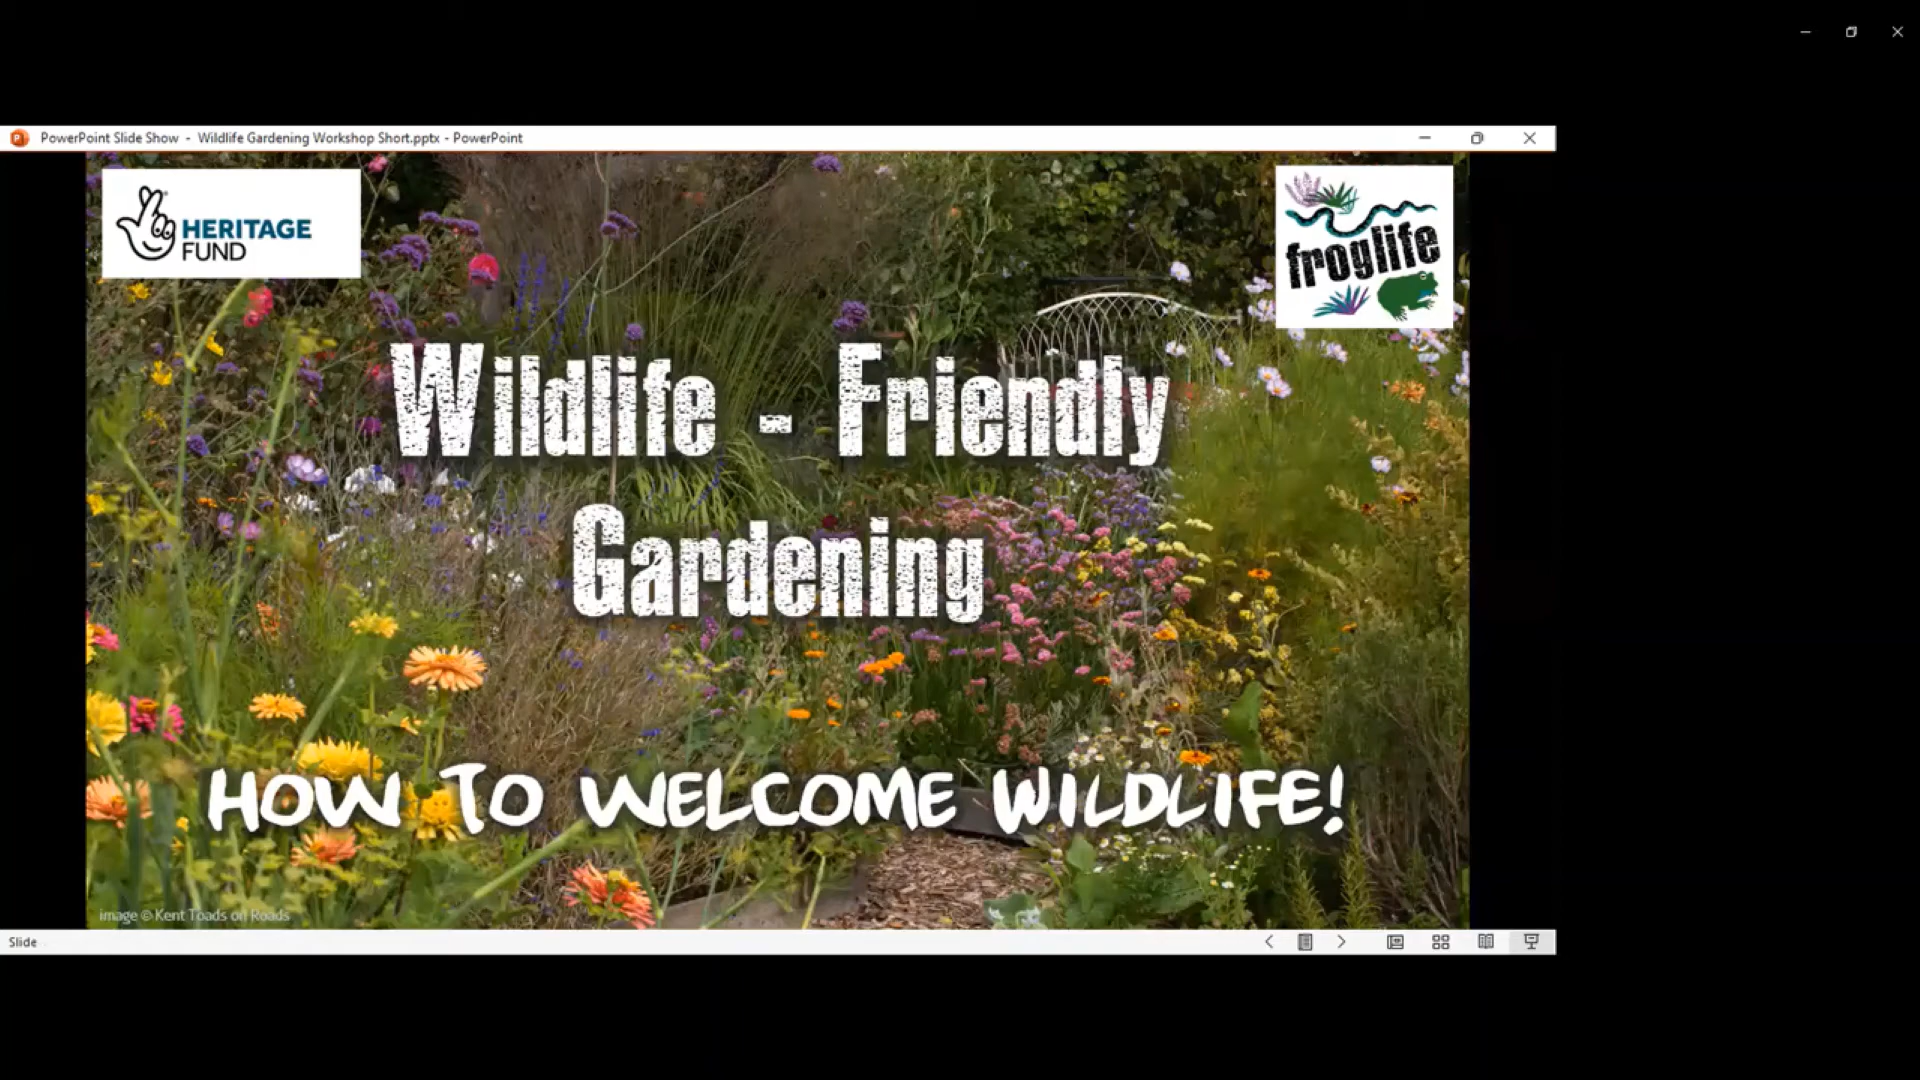 PowerPoint Slide Show - Wildlife Gardening Workshop Short.pptx - PowerPoint
HERITAGE
FUND
froglife
Wildlife - Friendly
Gardening
HOW TO WELCOME WILDLIFE!
image © Kent Toads on Roads
Slide